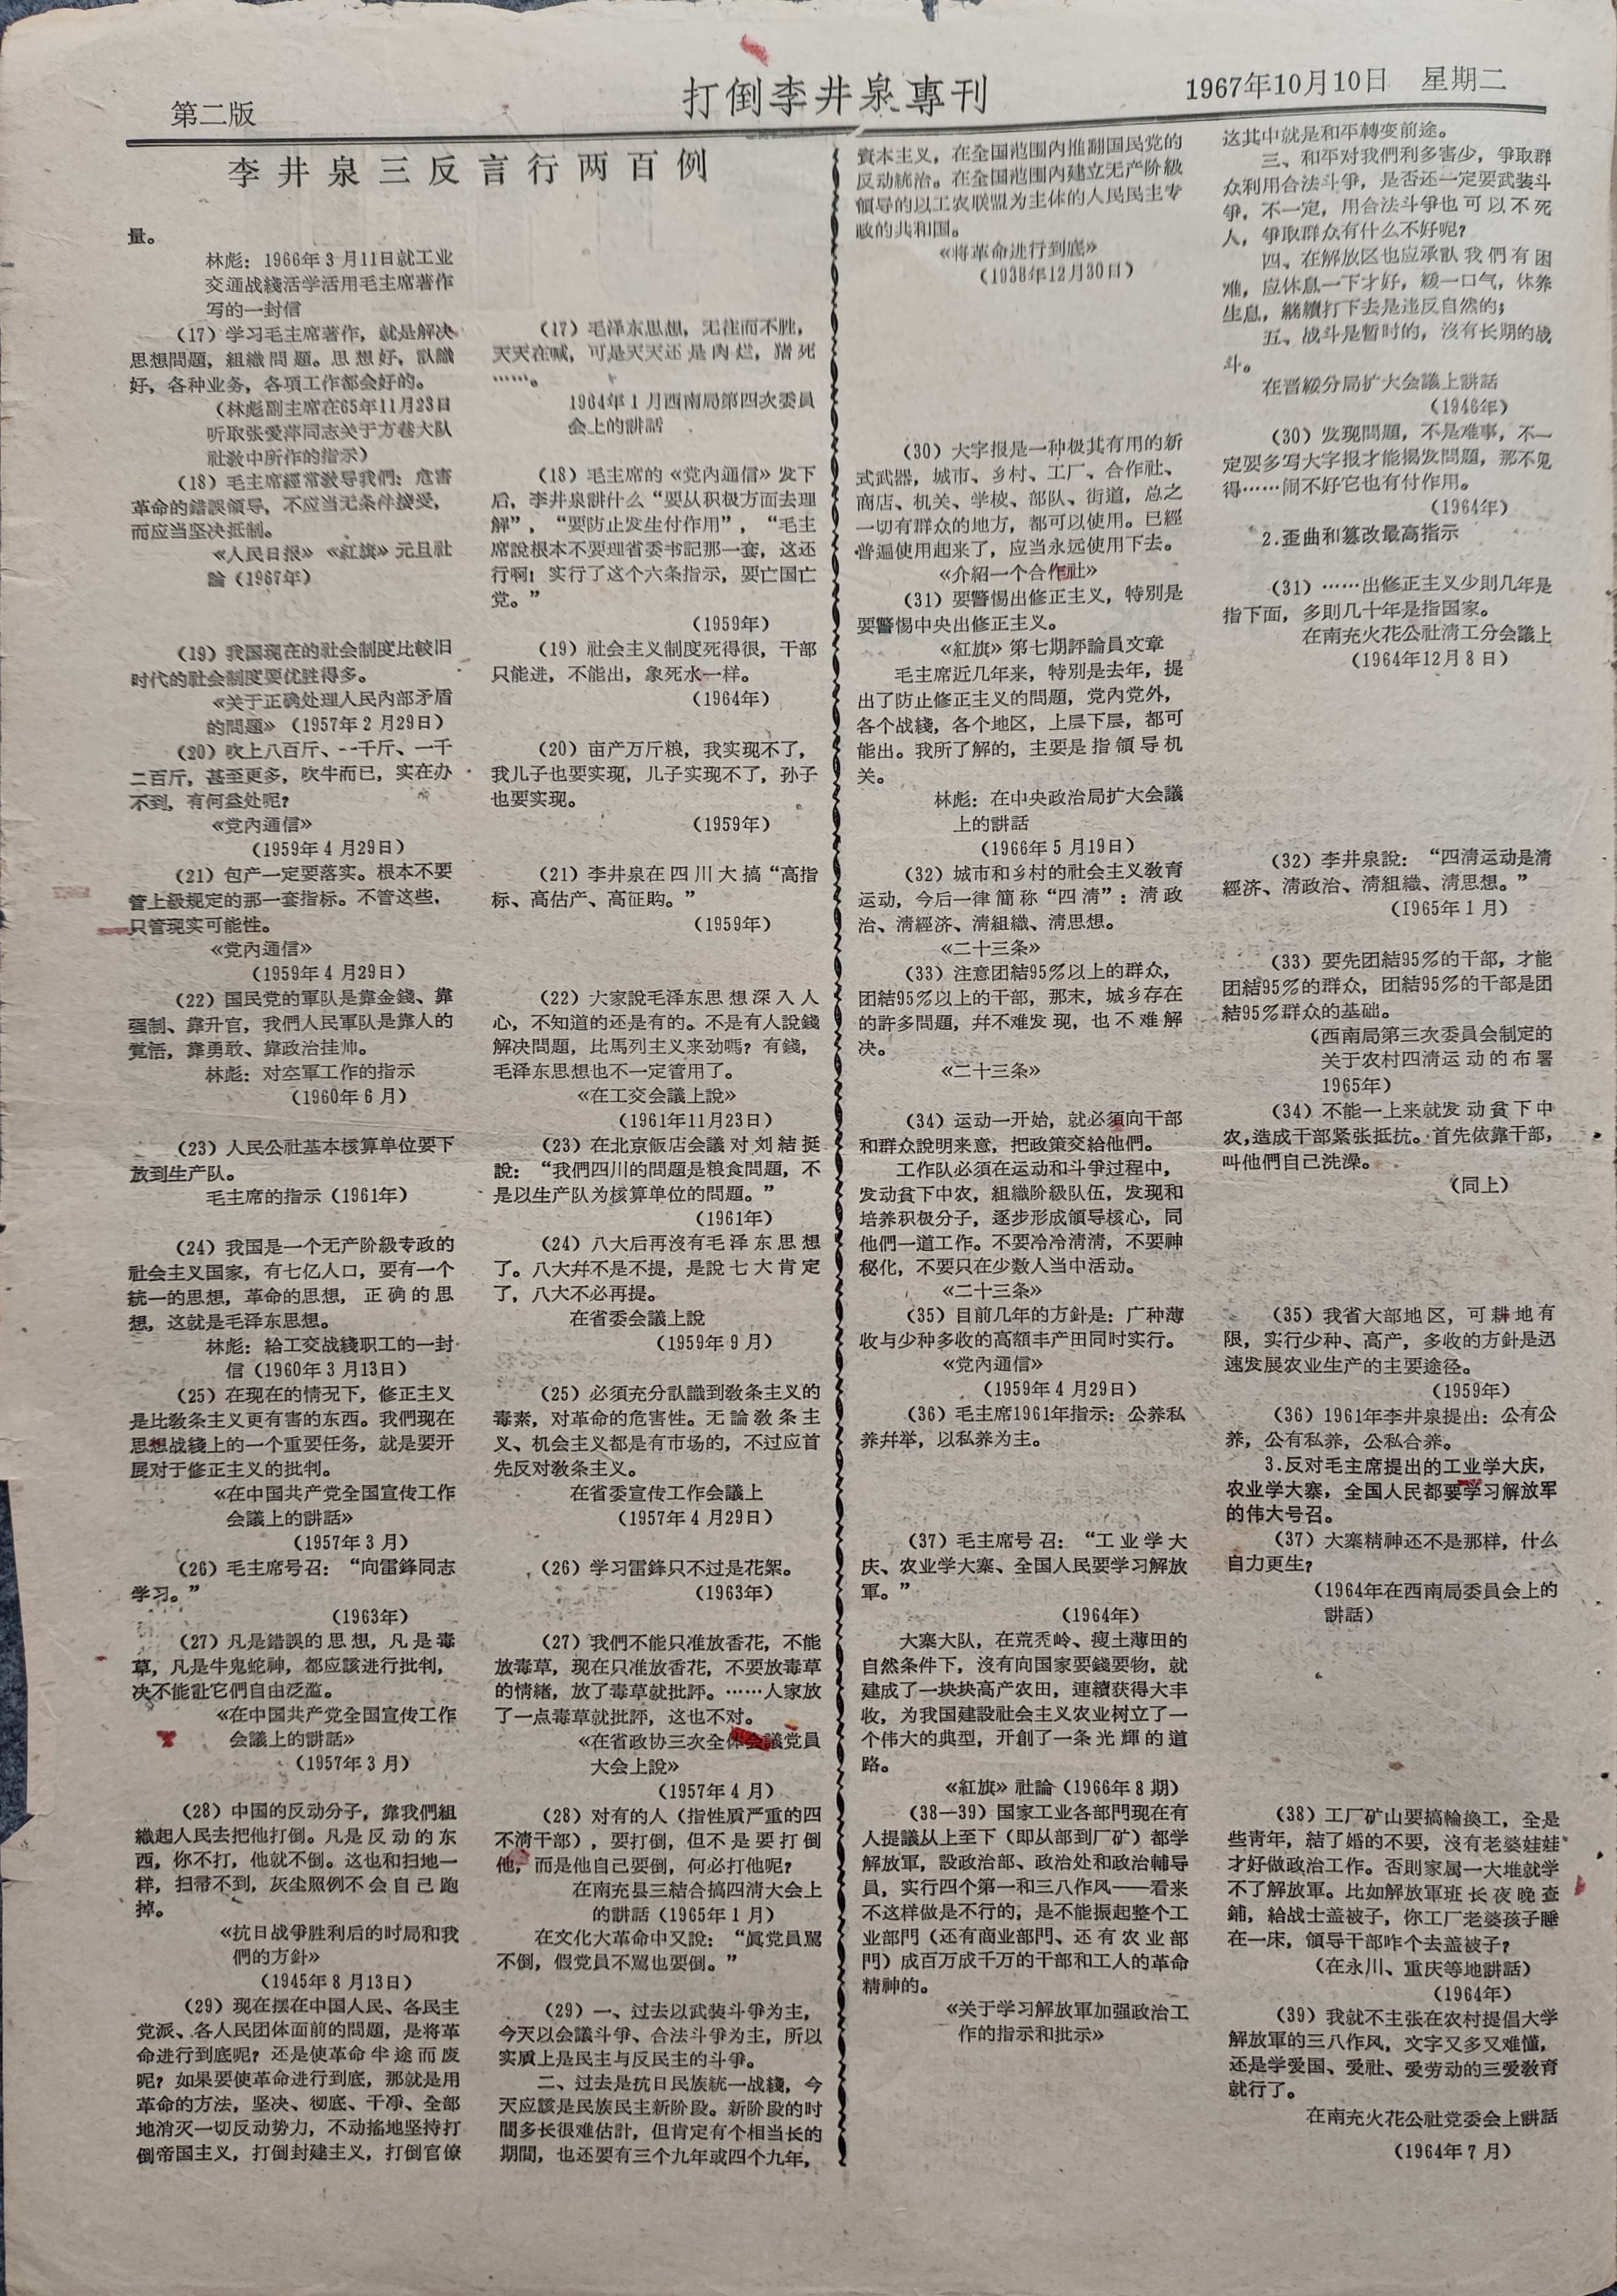 第二版
打倒李井泉專刊
1967年10月10日 星期二
李井泉三反言行两百例
量。
林彪：1966年3月11日就工业
交通战綫活学活用毛主席著作
写的一封信
（17）学习毛主席著作，就是解决
思想問題，組織問題。思想好，認識
好，各种业务，各項工作都会好的。
（林彪副主席在65年11月23日
听取张爱萍同志关于方巷大队
社敎中所作的指示）
（18）毛主席經常敎导我們：危害
革命的錯誤領导，不应当无条件接受，
而应当坚决抵制。
《人民日报》《紅旗》元旦社
論（1967年）
（19）我国现在的社会制度比較旧
时代的社会制度要优胜得多。
《关于正确处理人民內部矛盾
的問題》（1957年2月29日）
（20）吹上八百斤、一千斤、一千
二百斤，甚至更多，吹牛而已，实在办
不到，有何益处呢？
《党內通信》
（1959年4月29日）
（21）包产一定要落实。根本不要
管上級规定的那一套指标。不管这些，
只管现实可能性。
《党內通信》
（1959年4月29日）
（22）国民党的軍队是靠金錢、靠
强制、靠升官，我們人民軍队是靠人的
覚悟，靠勇敢、靠政治挂帅。
林彪：对空軍工作的指示
（1960年6月）
（23）人民公社基本核算单位要下
放到生产队。
毛主席的指示（1961年）
（24）我国是一个无产阶級专政的
社会主义国家，有七亿人口，要有一个
統一的思想，革命的思想，正确的思
想，这就是毛泽东思想。
林彪：給工交战綫职工的一封
信（1960年3月13日）
（25）在现在的情况下，修正主义
是比敎条主义更有害的东西。我們现在
思想战綫上的一个重要任务，就是要开
展对于修正主义的批判。
《在中国共产党全国宣传工作
会議上的講話》
（1957年3月）
（26）毛主席号召：“向雷鋒同志
学习。”
（1963年）
（27）凡是錯誤的思想，凡是毒
草，凡是牛鬼蛇神，都应該进行批判，
决不能让它們自由泛滥。
《在中国共产党全国宣传工作
会議上的講話》
（1957年3月）
（28）中国的反动分子，靠我們組
織起人民去把他打倒。凡是反动的东
西，你不打，他就不倒。这也和扫地一
样，扫帚不到，灰尘照例不会自己跑
掉。
《抗日战爭胜利后的时局和我
們的方針》
（1945年8月13日）
（29）现在摆在中国人民、各民主
党派、各人民团体面前的問題，是将革
命进行到底呢？还是使革命半途而废
呢？如果要使革命进行到底，那就是用
革命的方法，坚决、彻底、干凈、全部
地消灭一切反动势力，不动搖地坚持打
倒帝国主义，打倒封建主义，打倒官僚
（17）毛泽东思想，无往而不胜，
天天在喊，可是天天还是肉烂，猪死
……。
1964年1月西南局第四次委員
会上的講話
（18）毛主席的《党內通信》发下
后，李井泉講什么“要从积极方面去理
解”，“要防止发生付作用”，“毛主
席說根本不要理省委书記那一套，这还
行啊！实行了这个六条指示，要亡国亡
党。”
（1959年）
（19）社会主义制度死得很，干部
只能进，不能出，象死水一样。
（1964年）
（20）亩产万斤粮，我实现不了，
我儿子也要实现，儿子实现不了，孙子
也要实现。
（1959年）
（21）李井泉在四川大搞“高指
标、高估产、高征购。”
（1959年）
（22）大家說毛泽东思想深入人
心，不知道的还是有的。不是有人說錢
解决問題，比馬列主义来劲嗎？有錢，
毛泽东思想也不一定管用了。
《在工交会議上說》
（1961年11月23日）
（23）在北京飯店会議对刘結挺
說：“我們四川的問題是粮食問題，不
是以生产队为核算单位的問題。”
（1961年）
（24）八大后再沒有毛泽东思想
了。八大幷不是不提，是說七大肯定
了，八大不必再提。
在省委会議上說
（1959年9月）
（25）必須充分認識到敎条主义的
毒素，对革命的危害性。无論敎条主
义、机会主义都是有市场的，不过应首
先反对敎条主义。
在省委宣传工作会議上
（1957年4月29日）
（26）学习雷鋒只不过是花絮。
（1963年）
（27）我們不能只准放香花，不能
放毒草，现在只准放香花，不要放毒草
的情緒，放了毒草就批評。……人家放
了一点毒草就批評，这也不对。
《在省政协三次全体会議党員
大会上說》
（1957年4月）
（28）对有的人（指性质严重的四
不淸干部），要打倒，但不是要打倒
他，而是他自己要倒，何必打他呢？
在南充县三結合搞四淸大会上
的講話（1965年1月）
在文化大革命中又說：“眞党員駡
不倒，假党員不駡也要倒。”
（29）一、过去以武装斗爭为主，
今天以会議斗爭、合法斗爭为主，所以
实质上是民主与反民主的斗爭。
二、过去是抗日民族統一战綫，今
天应該是民族民主新阶段。新阶段的时
間多长很难估計，但肯定有个相当长的
期間，也还要有三个九年或四个九年，
資本主义，在全国范围內推翻国民党的
反动統治。在全国范围內建立无产阶級
領导的以工农联盟为主体的人民民主专
政的共和国。
《将革命进行到底》
（1938年12月30日）
（30）大字报是一种极其有用的新
式武器，城市、乡村、工厂、合作社、
商店、机关、学校、部队、街道，总之
一切有群众的地方，都可以使用。已經
普遍使用起来了，应当永远使用下去。
《介紹一个合作社》
（31）要警惕出修正主义，特別是
要警惕中央出修正主义。
《紅旗》第七期評論員文章
毛主席近几年来，特別是去年，提
出了防止修正主义的問題，党內党外，
各个战綫，各个地区，上层下层，都可
能出。我所了解的，主要是指領导机
关。
林彪：在中央政治局扩大会議
上的講話
（1966年5月19日）
（32）城市和乡村的社会主义敎育
运动，今后一律简称“四淸”：淸政
治、淸經济、淸組織、淸思想。
《二十三条》
（33）注意团結95％以上的群众，
团結95％以上的干部，那末，城乡存在
的許多問題，幷不难发现，也不难解
决。
《二十三条》
（34）运动一开始，就必須向干部
和群众說明来意，把政策交給他們。
工作队必須在运动和斗爭过程中，
发动貧下中农，組織阶級队伍，发现和
培养积极分子，逐步形成領导核心，同
他們一道工作。不要冷冷淸淸，不要神
秘化，不要只在少数人当中活动。
《二十三条》
（35）目前几年的方針是：广种薄
收与少种多收的高額丰产田同时实行。
《党內通信》
（1959年4月29日）
（36）毛主席1961年指示：公养私
养幷举，以私养为主。
（37）毛主席号召：“工业学大
庆、农业学大寨、全国人民要学习解放
軍。”
（1964年）
大寨大队，在荒秃岭、瘦土薄田的
自然条件下，沒有向国家要錢要物，就
建成了一块块高产农田，連續获得大丰
收，为我国建設社会主义农业树立了一
个伟大的典型，开創了一条光輝的道
路。
《紅旗》社論（1966年8期）
（38—39）国家工业各部門现在有
人提議从上至下（即从部到厂矿）都学
解放軍，設政治部、政治处和政治輔导
員，实行四个第一和三八作风——看来
不这样做是不行的，是不能振起整个工
业部門（还有商业部門、还有农业部
門）成百万成千万的干部和工人的革命
精神的。
《关于学习解放軍加强政治工
作的指示和批示》
这其中就是和平轉变前途。
三、和平对我們利多害少，爭取群
众利用合法斗爭，是否还一定要武装斗
爭，不一定，用合法斗爭也可以不死
人，爭取群众有什么不好呢？
四、在解放区也应承認我們有困
难，应休息一下才好，緩一口气，休养
生息，継續打下去是违反自然的；
五、战斗是暫时的，沒有长期的战
斗。
在晋綏分局扩大会議上講話
（1946年）
（30）发现問題，不是难事，不一
定要多写大字报才能揭发問題，那不见
得……闹不好它也有付作用。
（1964年）
2.歪曲和篡改最高指示
（31）……出修正主义少則几年是
指下面，多則几十年是指国家。
在南充火花公社淸工分会議上
（1964年12月8日）
（32）李井泉說：“四淸运动是淸
經济、淸政治、淸組織、淸思想。”
（1965年1月）
（33）要先团結95％的干部，才能
团結95％的群众，团結95％的干部是团
結95％群众的基础。
（西南局第三次委員会制定的
关于农村四淸运动的布署
1965年）
（34）不能一上来就发动貧下中
农，造成干部紧张抵抗。首先依靠干部，
叫他們自己洗澡。
（同上）
（35）我省大部地区，可耕地有
限，实行少种、高产，多收的方針是迅
速发展农业生产的主要途径。
（1959年）
（36）1961年李井泉提出：公有公
养，公有私养，公私合养。
3.反对毛主席提出的工业学大庆，
农业学大寨，全国人民都要学习解放軍
的伟大号召。
（37）大寨精神还不是那样，什么
自力更生？
（1964年在西南局委員会上的
講話）
（38）工厂矿山要搞輪換工，全是
些靑年，結了婚的不要，沒有老婆娃娃
才好做政治工作。否則家属一大堆就学
不了解放軍。比如解放軍班长夜晚查
鋪，給战士盖被子，你工厂老婆孩子睡
在一床，領导干部咋个去盖被子？
（在永川、重庆等地講話）
（1964年）
（39）我就不主张在农村提倡大学
解放軍的三八作风，文字又多又难懂，
还是学爱国、爱社、爱劳动的三爱敎育
就行了。
在南充火花公社党委会上講話
（1964年7月）